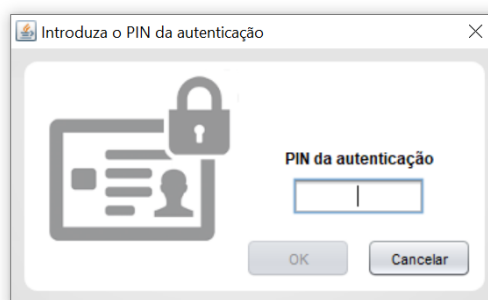 Introduza o PIN da autenticação
PIN da autenticação
OK
Cancelar